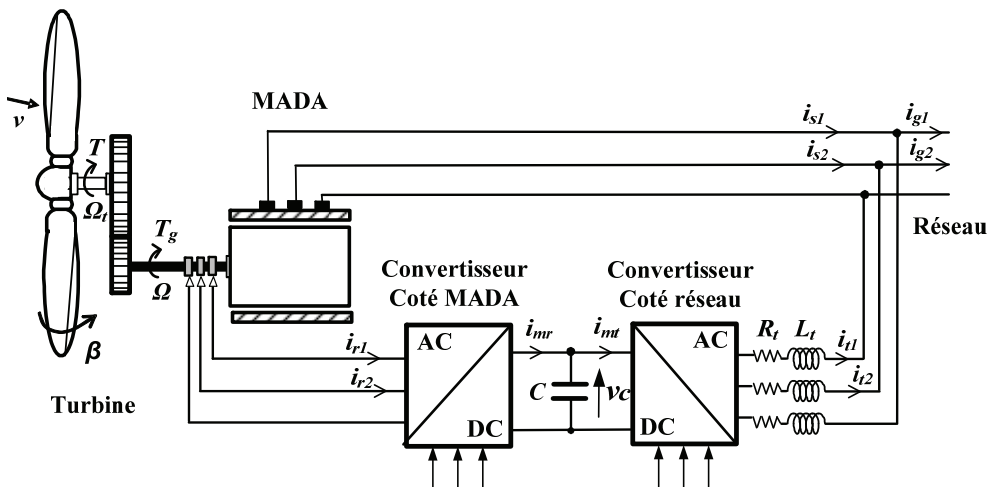 MADA
v
T
Ωt
Tg
Ω
β
Turbine
is1
ig1
is2
ig2
Réseau
Convertisseur
Coté MADA
Convertisseur
Coté réseau
ir1
ir2
AC
DC
imr
imt
C
vc
AC
DC
Rt
Lt
it1
it2